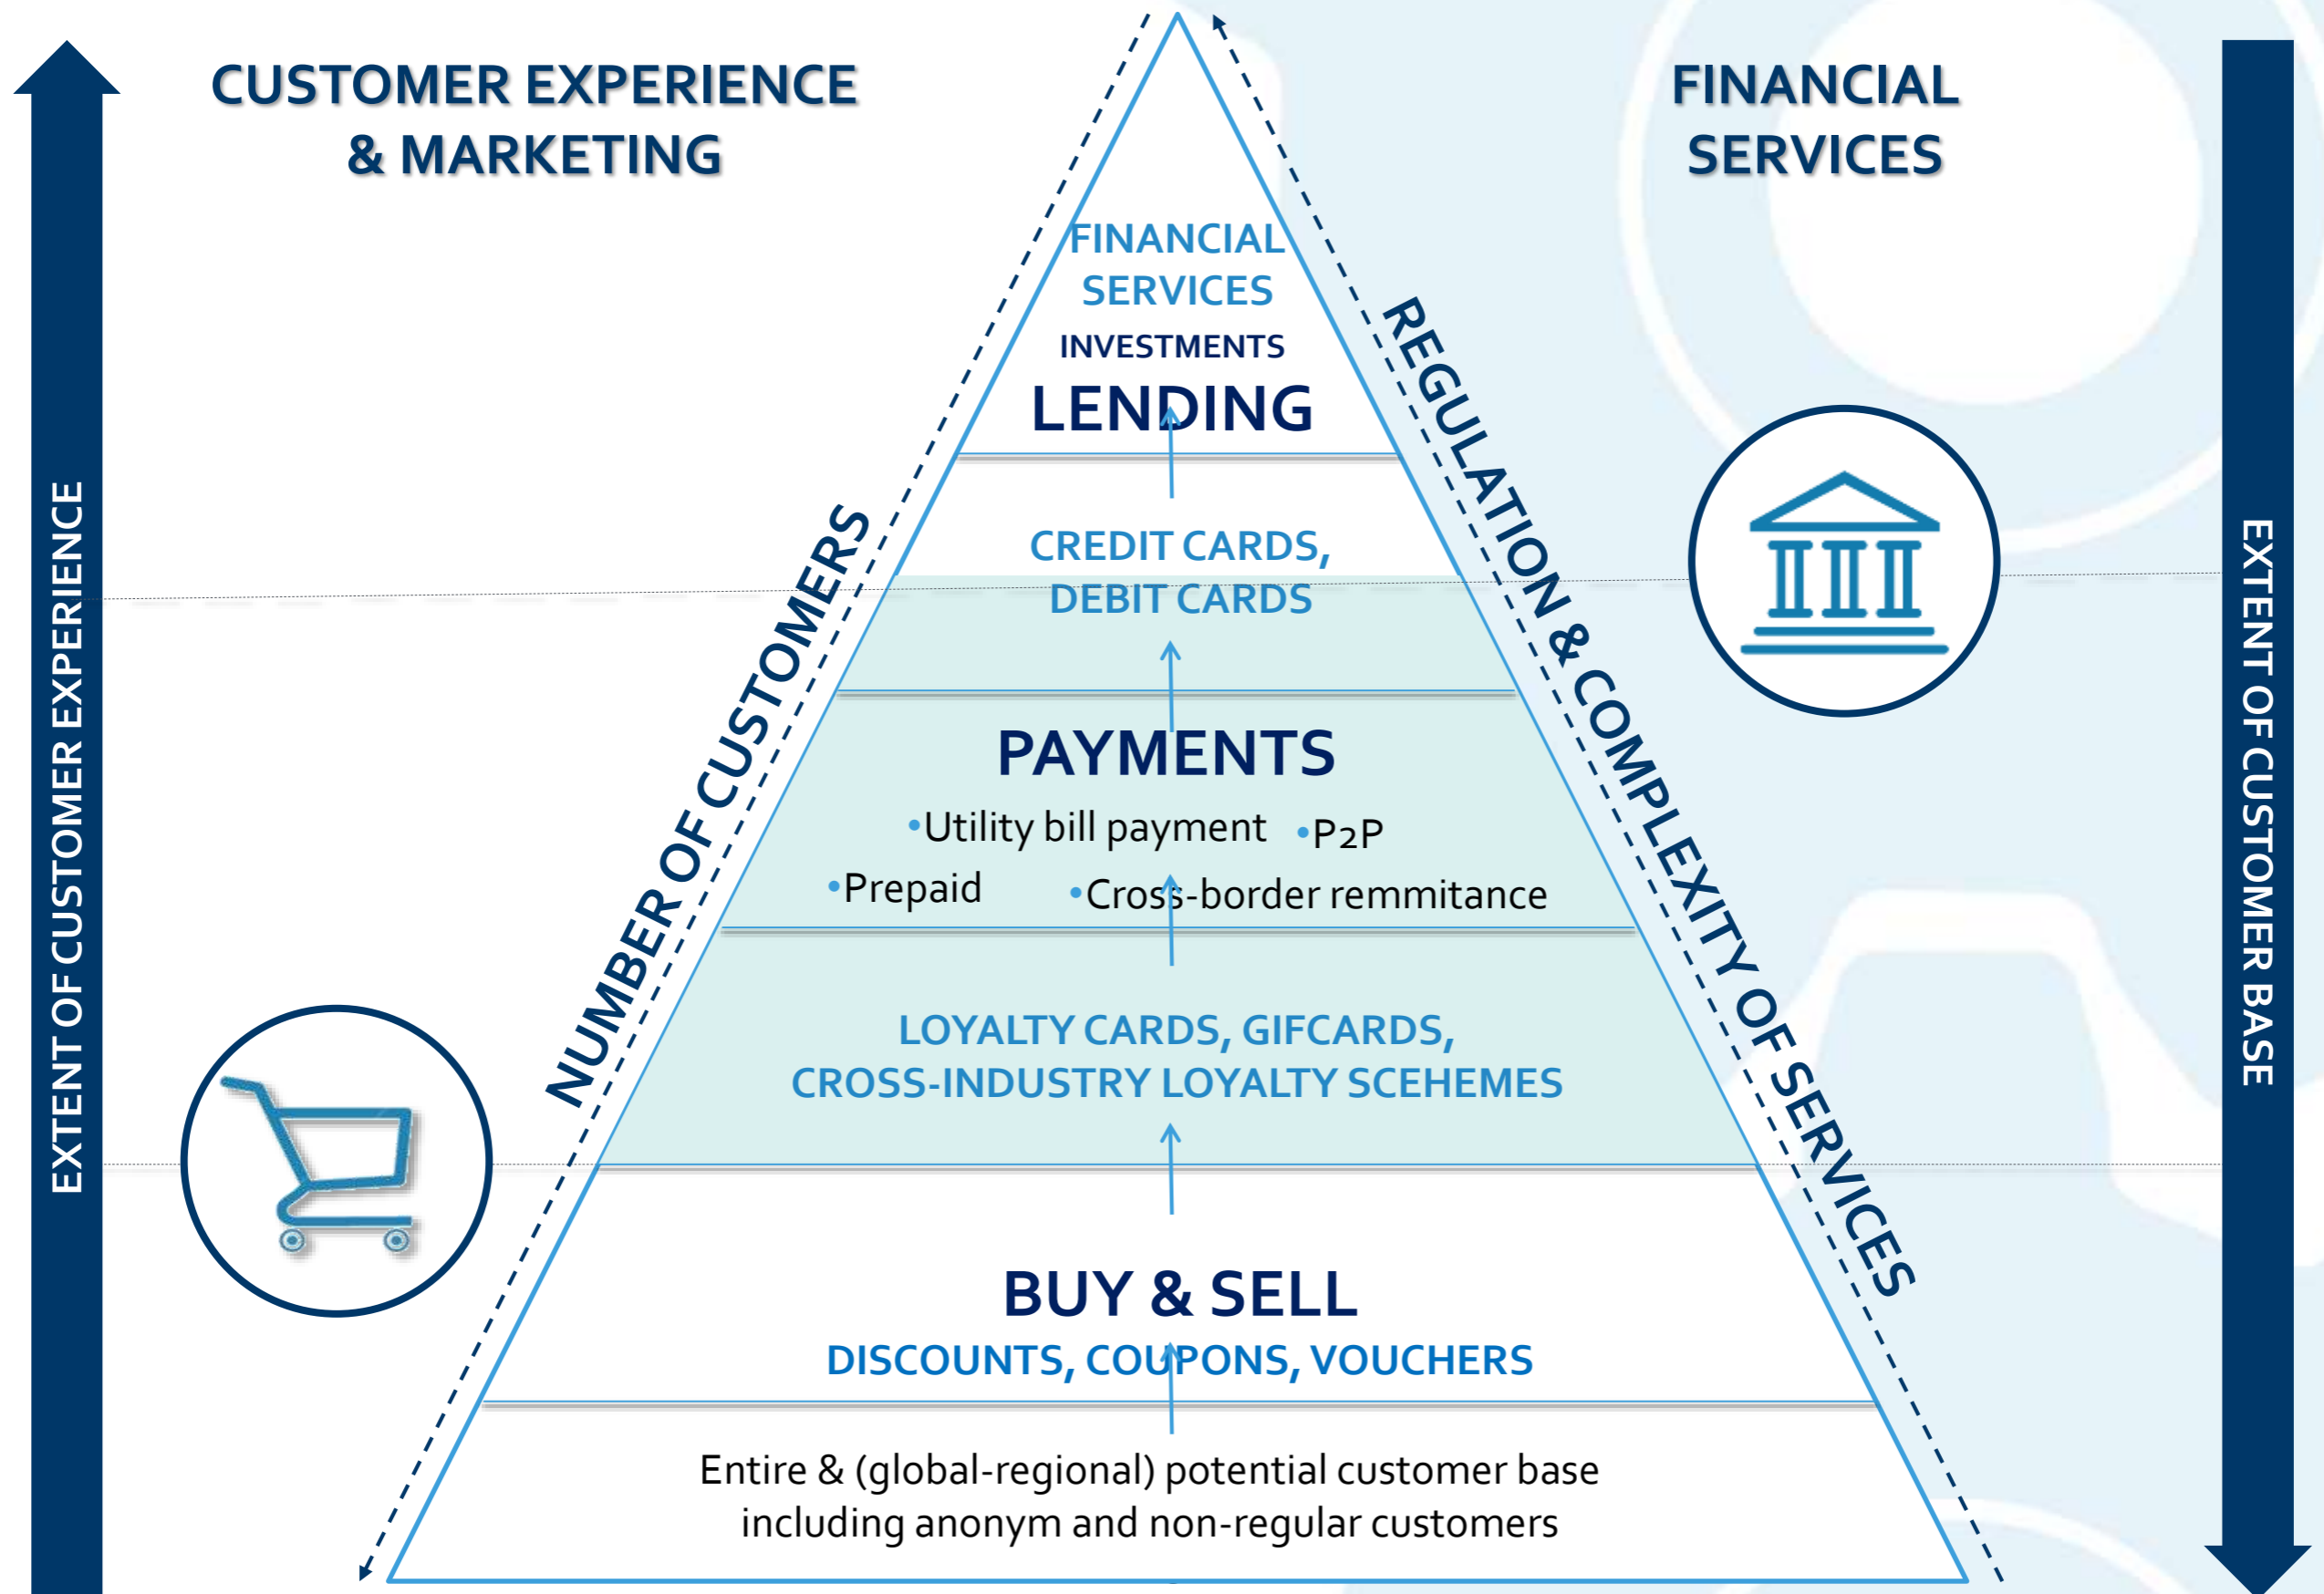 CUSTOMER EXPERIENCE
& MARKETING
FINANCIAL
SERVICES
EXTENT OF CUSTOMER EXPERIENCE
NUMBER OF CUSTOMERS
FINANCIAL
SERVICES
INVESTMENTS
LENDING
CREDIT CARDS,
DEBIT CARDS
PAYMENTS
•Utility bill payment •P2P
•Prepaid •Cross-border remmitance
LOYALTY CARDS, GIFCARDS,
CROSS-INDUSTRY LOYALTY SCEHEMES
BUY & SELL
DISCOUNTS, COUPONS, VOUCHERS
Entire & (global-regional) potential customer base
including anonym and non-regular customers
REGULATION & COMPLEXITY OF SERVICES
EXTENT OF CUSTOMER BASE